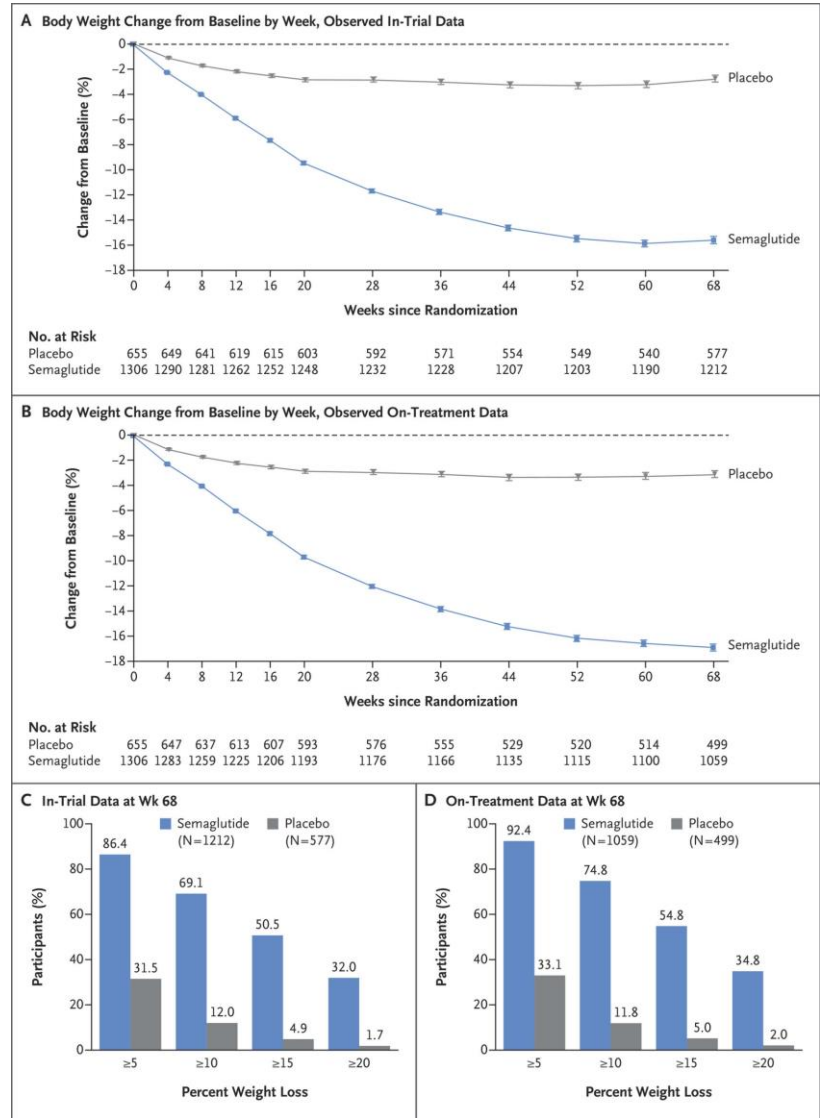 A Body Weight Change from Baseline by Week, Observed In-Trial Data
Change from Baseline (%)
0
–2
–4
–6
–8
–10
–12
–14
–16
–18
Placebo
Semaglutide
0 4 8 12 16 20 28 36 44 52 60 68
Weeks since Randomization
No. at Risk
Placebo 655 649 641 619 615 603 592 571 554 549 540 577
Semaglutide 1306 1290 1281 1262 1252 1248 1232 1228 1207 1203 1190 1212
B Body Weight Change from Baseline by Week, Observed On-Treatment Data
Change from Baseline (%)
0
–2
–4
–6
–8
–10
–12
–14
–16
–18
Placebo
Semaglutide
0 4 8 12 16 20 28 36 44 52 60 68
Weeks since Randomization
No. at Risk
Placebo 655 647 637 613 607 593 576 555 529 520 514 499
Semaglutide 1306 1283 1259 1225 1206 1193 1176 1166 1135 1115 1100 1059
C In-Trial Data at Wk 68
Semaglutide (N=1212)
Placebo (N=577)
Participants (%)
100
80
60
40
20
0
86.4
31.5
69.1
12.0
50.5
4.9
32.0
1.7
≥5 ≥10 ≥15 ≥20
Percent Weight Loss
D On-Treatment Data at Wk 68
Semaglutide (N=1059)
Placebo (N=499)
Participants (%)
100
80
60
40
20
0
92.4
33.1
74.8
11.8
54.8
5.0
34.8
2.0
≥5 ≥10 ≥15 ≥20
Percent Weight Loss